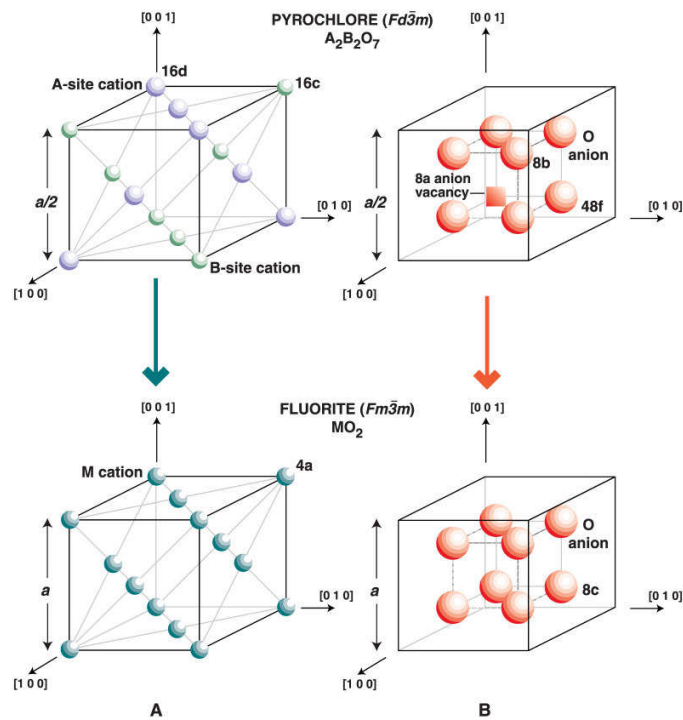 [0 0 1]
PYROCHLORE (Fd3̄m)
A₂B₂O₇
[0 0 1]
A-site cation
16d
16c
a/2
[0 1 0]
B-site cation
[1 0 0]
O
anion
8b
8a anion
vacancy
48f
a/2
[0 1 0]
[1 0 0]
[0 0 1]
FLUORITE (Fm3̄m)
MO₂
[0 0 1]
M cation
4a
a
[0 1 0]
[1 0 0]
O
anion
8c
a
[0 1 0]
[1 0 0]
A
B